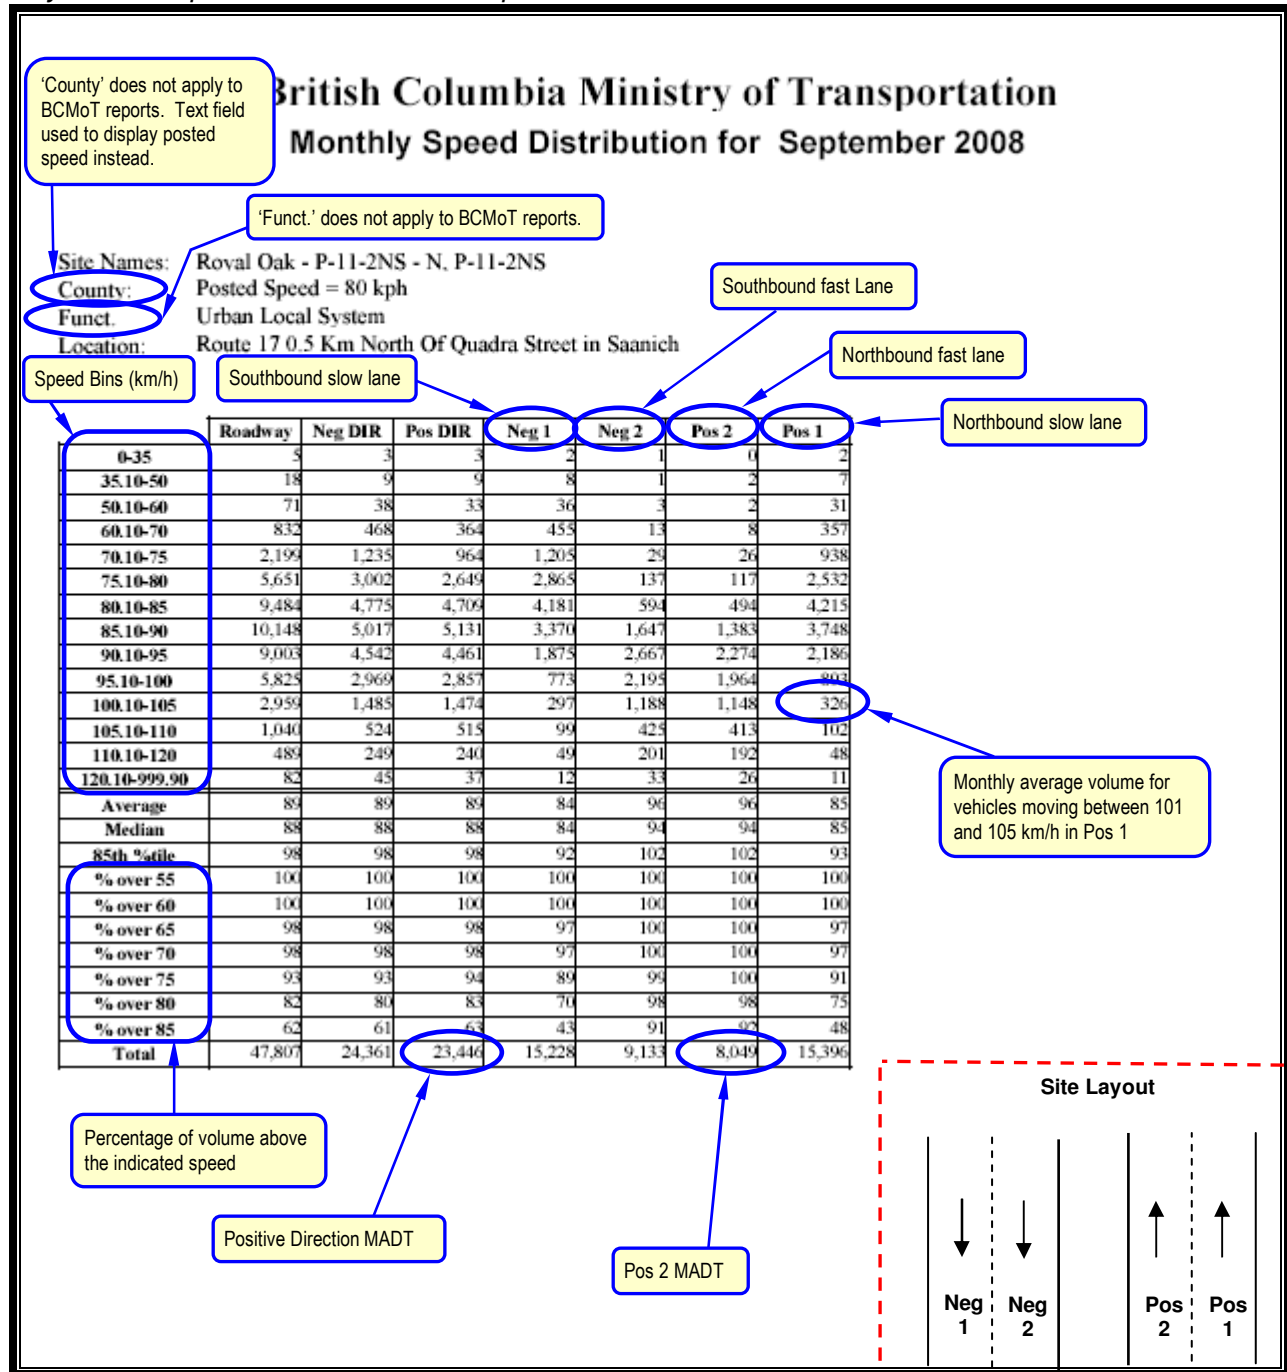 'County' does not apply to
BCMoT reports. Text field
used to display posted
speed instead.
British Columbia Ministry of Transportation
Monthly Speed Distribution for September 2008
'Funct.' does not apply to BCMoT reports.
Site Names: Royal Oak - P-11-2NS - N, P-11-2NS
County: Posted Speed = 80 kph
Funct. Urban Local System
Location: Route 17 0.5 Km North Of Quadra Street in Saanich
Southbound fast Lane
Northbound fast lane
Speed Bins (km/h)
Southbound slow lane
Northbound slow lane
Roadway Neg DIR Pos DIR Neg 1 Neg 2 Pos 2 Pos 1
0-35 5 3 3 2 1 0 2
35.10-50 18 9 9 8 1 2 7
50.10-60 71 38 33 36 3 2 31
60.10-70 832 468 364 455 13 8 357
70.10-75 2,199 1,235 964 1,205 29 26 938
75.10-80 5,651 3,002 2,649 2,865 137 117 2,532
80.10-85 9,484 4,775 4,709 4,181 594 494 4,215
85.10-90 10,148 5,017 5,131 3,370 1,647 1,383 3,748
90.10-95 9,003 4,542 4,461 1,875 2,667 2,274 2,186
95.10-100 5,825 2,969 2,857 773 2,195 1,964 893
100.10-105 2,959 1,485 1,474 297 1,188 1,148 326
105.10-110 1,040 524 515 99 425 413 102
110.10-120 489 249 240 49 201 192 48
120.10-999.90 82 45 37 12 33 26 11
Average 89 89 89 84 96 96 85
Median 88 88 88 84 94 94 85
85th %tile 98 98 98 92 102 102 93
% over 55 100 100 100 100 100 100 100
% over 60 100 100 100 100 100 100 100
% over 65 98 98 98 97 100 100 97
% over 70 98 98 98 97 100 100 97
% over 75 93 93 94 89 99 100 91
% over 80 82 80 83 70 98 98 75
% over 85 62 61 63 43 91 92 48
Total 47,807 24,361 23,446 15,228 9,133 8,049 15,396
Monthly average volume for
vehicles moving between 101
and 105 km/h in Pos 1
Percentage of volume above
the indicated speed
Positive Direction MADT
Pos 2 MADT
Site Layout
Neg Neg Pos Pos
1 2 2 1